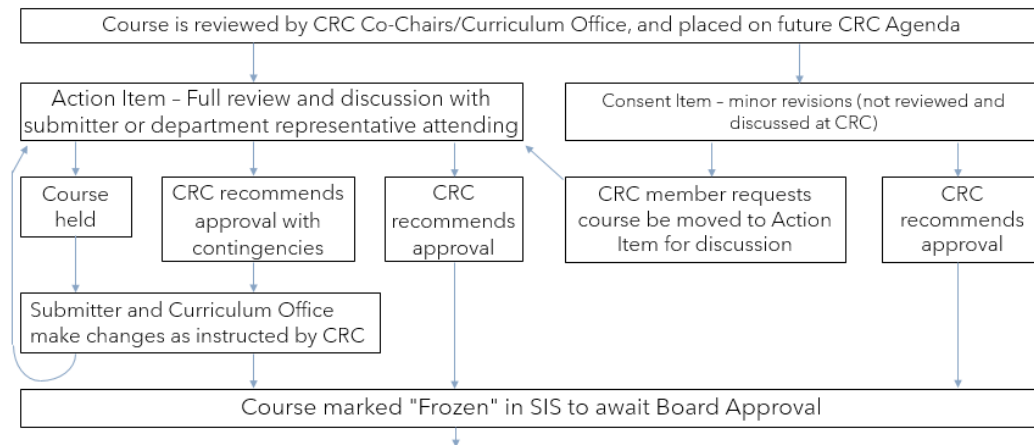 Course is reviewed by CRC Co-Chairs/Curriculum Office, and placed on future CRC Agenda
Action Item – Full review and discussion with
submitter or department representative attending
Consent Item – minor revisions (not reviewed and
discussed at CRC)
Course
held
CRC recommends
approval with
contingencies
CRC
recommends
approval
CRC member requests
course be moved to Action
Item for discussion
CRC
recommends
approval
Submitter and Curriculum Office
make changes as instructed by CRC
Course marked "Frozen" in SIS to await Board Approval